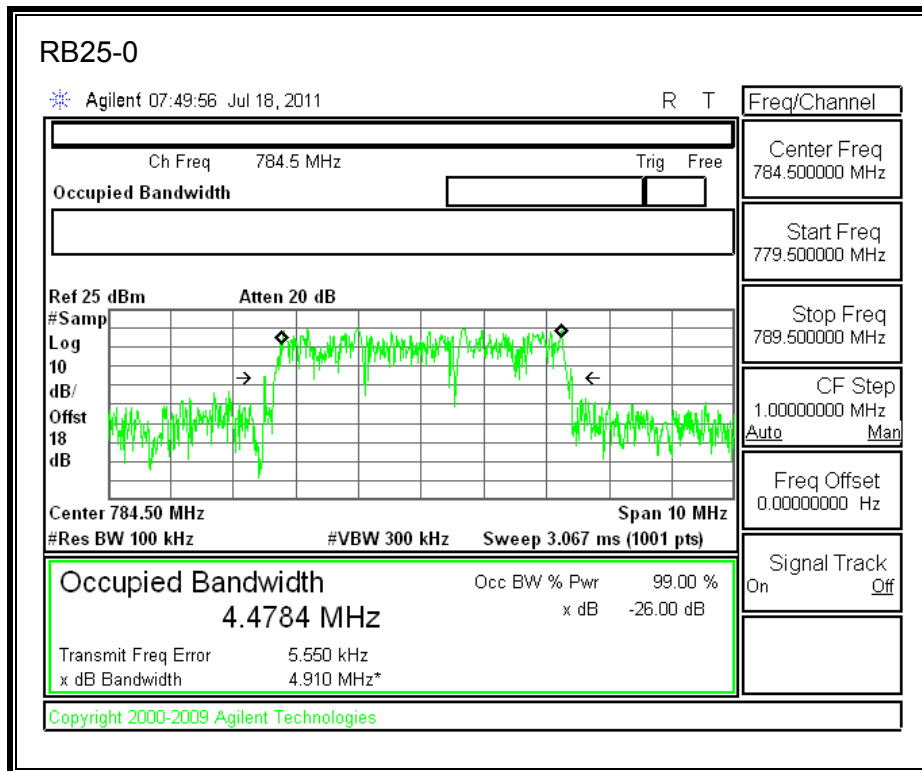 RB25-0
Agilent 07:49:56 Jul 18, 2011 R T
Freq/Channel
Ch Freq 784.5 MHz Trig Free
Occupied Bandwidth
Center Freq
784.500000 MHz
Start Freq
779.500000 MHz
Stop Freq
789.500000 MHz
CF Step
1.00000000 MHz
Auto Man
Freq Offset
0.00000000 Hz
Signal Track
On Off
Ref 25 dBm Atten 20 dB
#Samp
Log
10
dB/
Offst
18
dB
Center 784.50 MHz Span 10 MHz
#Res BW 100 kHz #VBW 300 kHz Sweep 3.067 ms (1001 pts)
Occupied Bandwidth Occ BW % Pwr 99.00 %
4.4784 MHz x dB -26.00 dB
Transmit Freq Error 5.550 kHz
x dB Bandwidth 4.910 MHz*
Copyright 2000-2009 Agilent Technologies